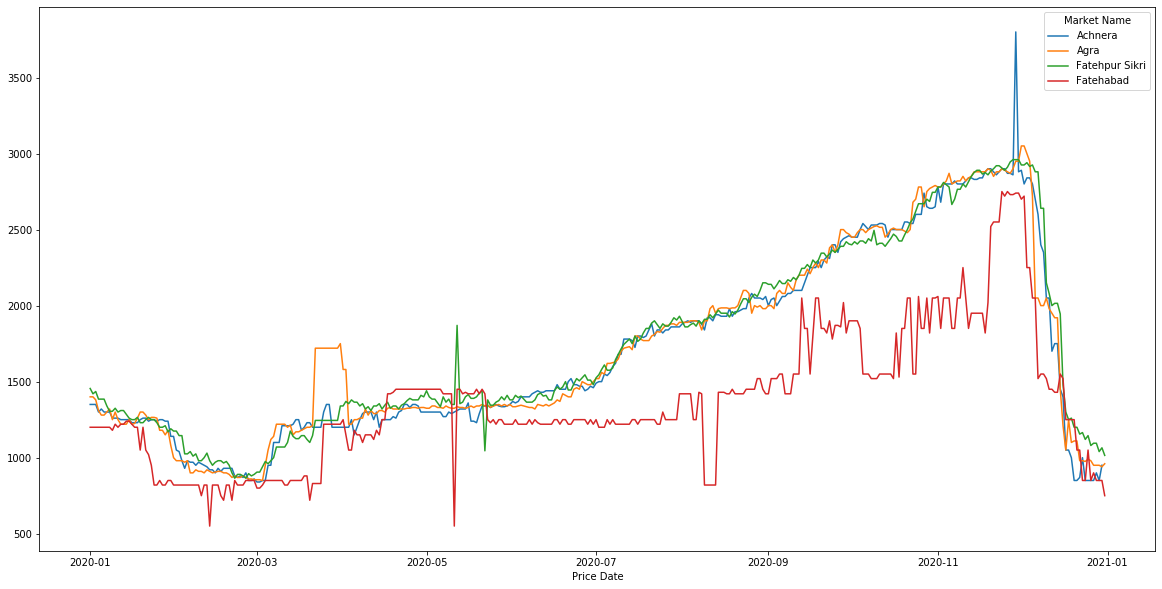 Market Name
Achnera
Agra
Fatehpur Sikri
Fatehabad
3500
3000
2500
2000
1500
1000
500
2020-01 2020-03 2020-05 2020-07 2020-09 2020-11 2021-01
Price Date